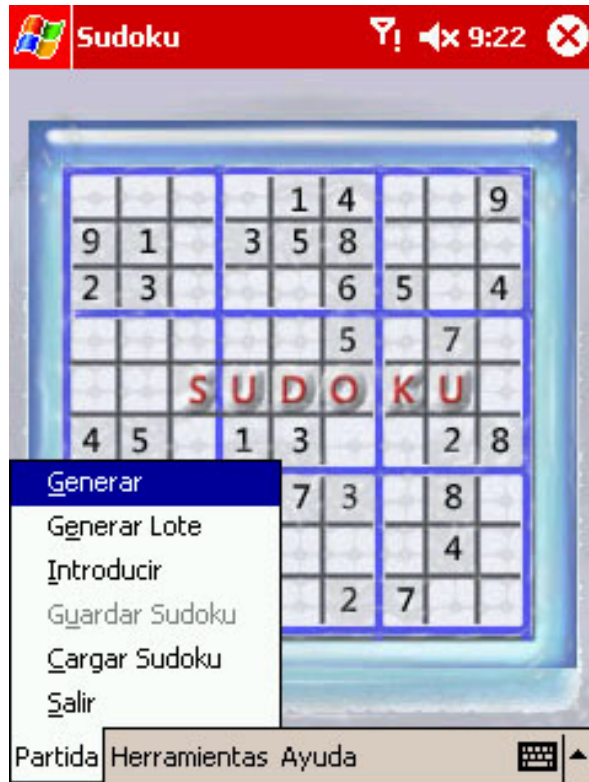 Sudoku 9:22
1 4 9
9 1 3 5 8
2 3 6 5 4
5 7
SUDOKU
4 5 1 3 2 8
Generar
7 3 8
Generar Lote
4
Introducir
2 7
Guardar Sudoku
Cargar Sudoku
Salir
Partida Herramientas Ayuda